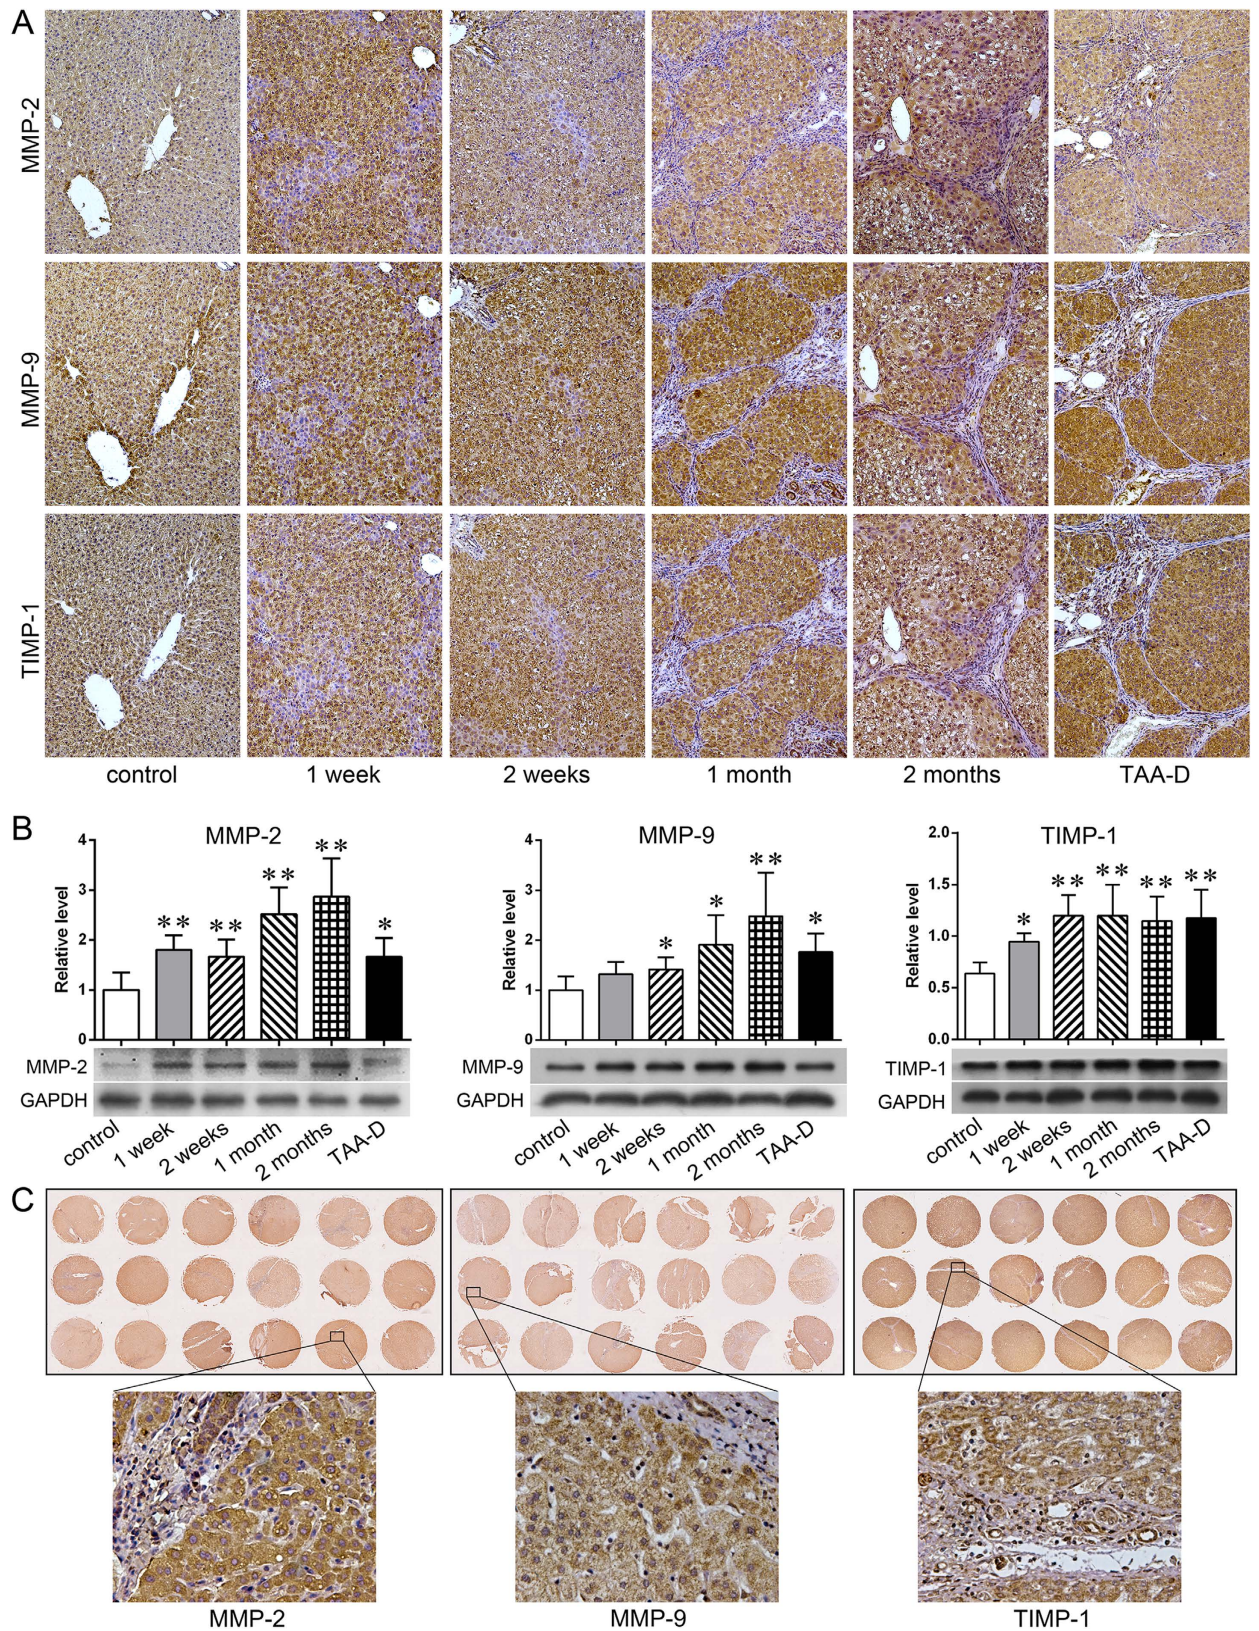 A
MMP-2
MMP-9
TIMP-1
control 1 week 2 weeks 1 month 2 months TAA-D
B
MMP-2
Relative level
4
3
2
1
0
** ** ** ** *
MMP-2
GAPDH
control 1 week 2 weeks 1 month 2 months TAA-D
MMP-9
Relative level
4
3
2
1
0
* * ** *
MMP-9
GAPDH
control 1 week 2 weeks 1 month 2 months TAA-D
TIMP-1
Relative level
2.0
1.5
1.0
0.5
0.0
* ** ** ** **
TIMP-1
GAPDH
control 1 week 2 weeks 1 month 2 months TAA-D
C
MMP-2 MMP-9 TIMP-1